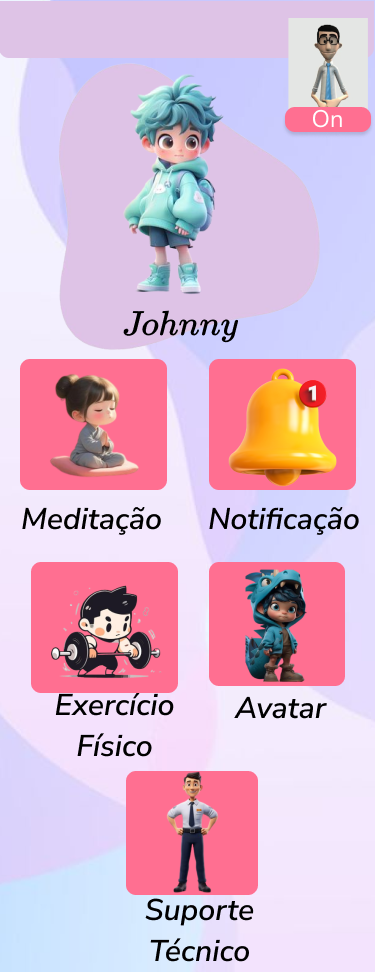 On
Johnny
1
Meditação
Notificação
Exercício
Físico
Avatar
Suporte
Técnico